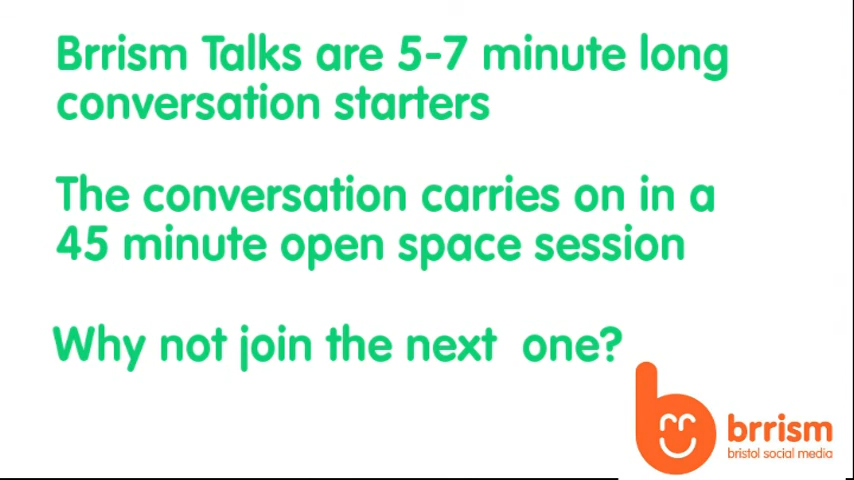 Brrism Talks are 5-7 minute long
conversation starters
The conversation carries on in a
45 minute open space session
Why not join the next one?
brrism
bristol social media